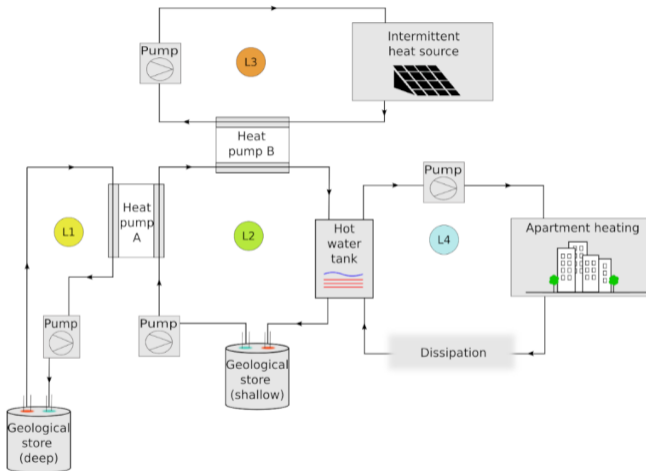 Pump
L3
Intermittent
heat source
Heat
pump B
L1
Heat
pump
A
L2
Hot
water
tank
Pump
L4
Apartment heating
Pump
Pump
Dissipation
Geological
store
(shallow)
Geological
store
(deep)